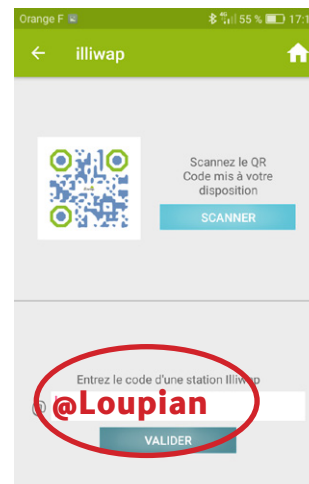 Orange F 55 % 17:1
illiwap
Scannez le QR
Code mis à votre
disposition
SCANNER
Entrez le code d'une station Illiwap
@ @Loupian
VALIDER